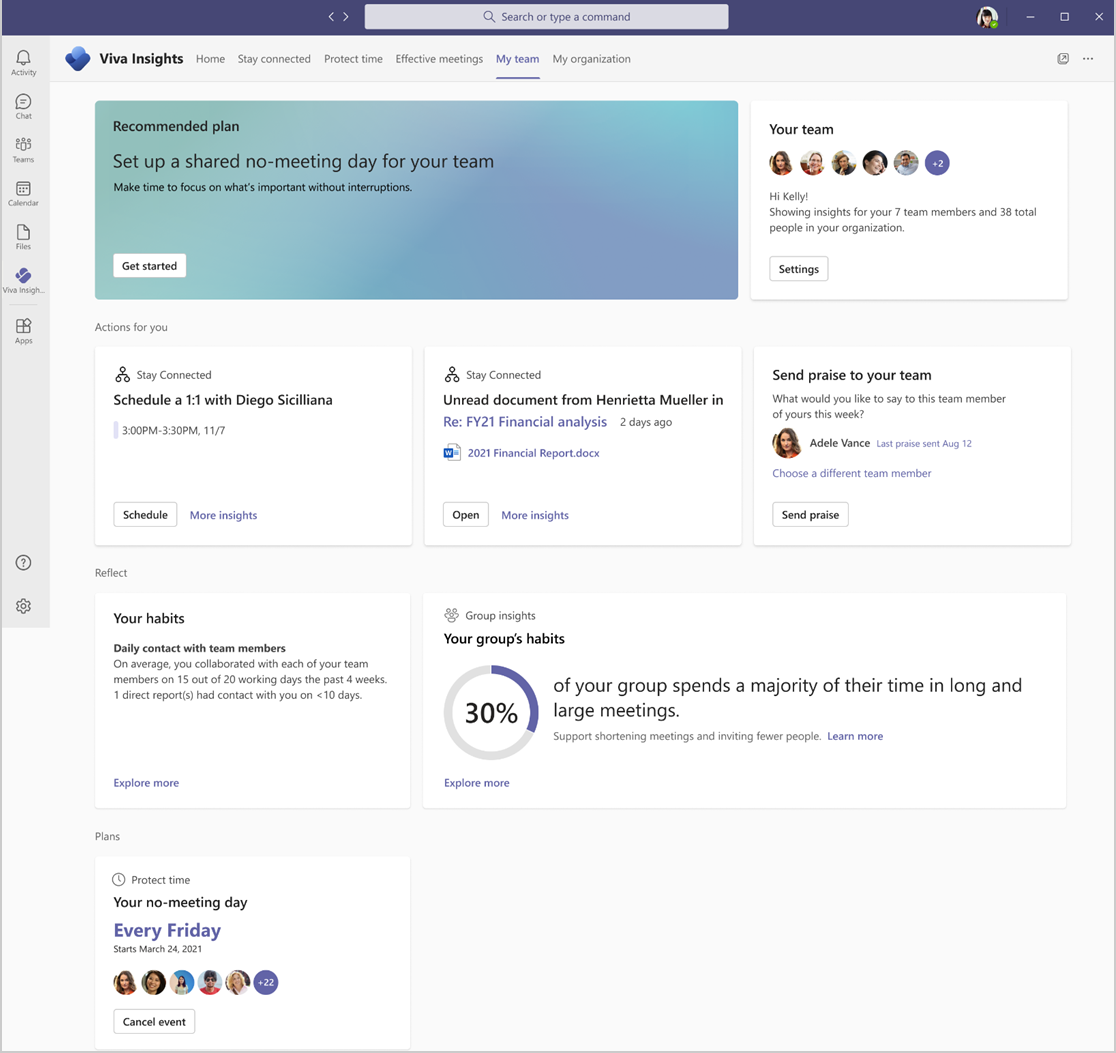 Search or type a command
Activity
Chat
Teams
Calendar
Files
Viva Insigh...
Apps
Viva Insights
Home
Stay connected
Protect time
Effective meetings
My team
My organization
Recommended plan
Set up a shared no-meeting day for your team
Make time to focus on what's important without interruptions.
Get started
Your team
+2
Hi Kelly!
Showing insights for your 7 team members and 38 total
people in your organization.
Settings
Actions for you
Stay Connected
Schedule a 1:1 with Diego Sicilliana
3:00PM-3:30PM, 11/7
Schedule
More insights
Stay Connected
Unread document from Henrietta Mueller in
Re: FY21 Financial analysis 2 days ago
2021 Financial Report.docx
Open
More insights
Send praise to your team
What would you like to say to this team member
of yours this week?
Adele Vance Last praise sent Aug 12
Choose a different team member
Send praise
Reflect
Your habits
Daily contact with team members
On average, you collaborated with each of your team
members on 15 out of 20 working days the past 4 weeks.
1 direct report(s) had contact with you on <10 days.
Explore more
Group insights
Your group's habits
30%
of your group spends a majority of their time in long and
large meetings.
Support shortening meetings and inviting fewer people. Learn more
Explore more
Plans
Protect time
Your no-meeting day
Every Friday
Starts March 24, 2021
+22
Cancel event